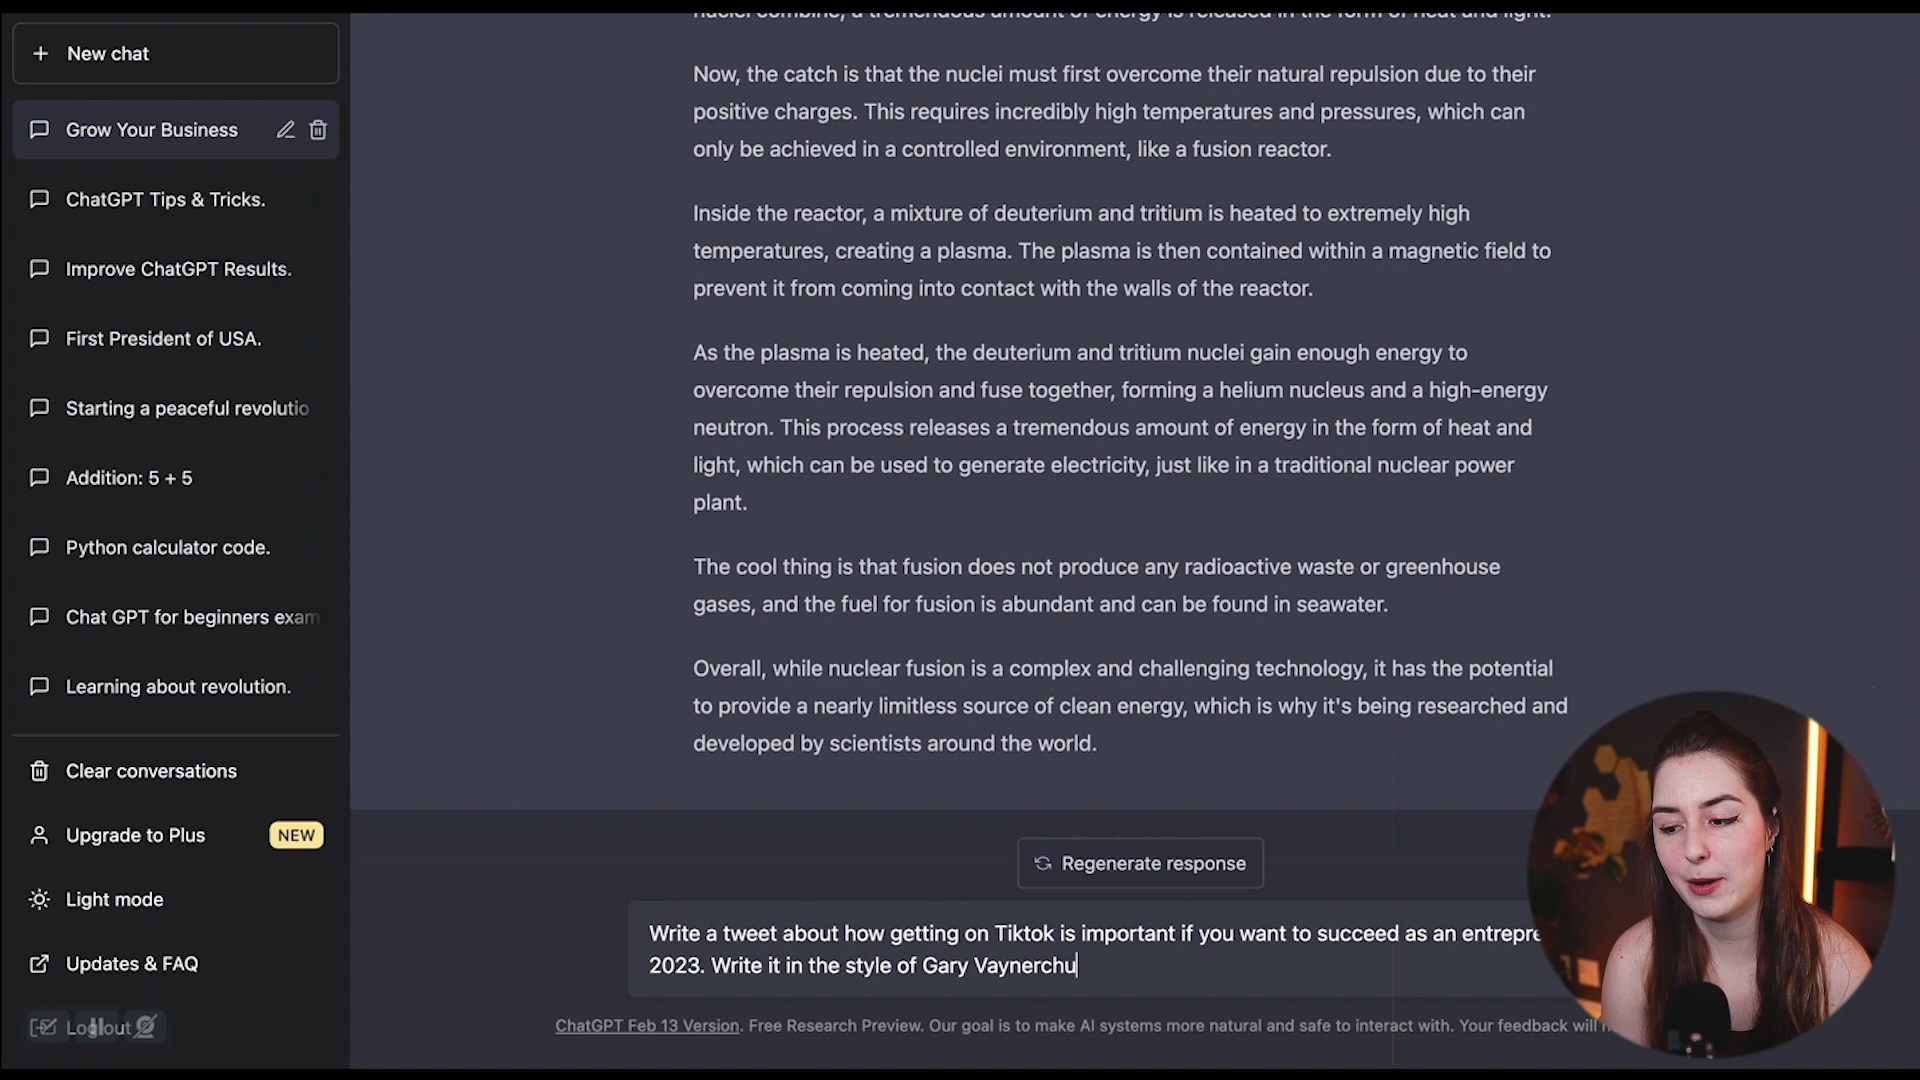 New chat
Grow Your Business
ChatGPT Tips & Tricks.
Improve ChatGPT Results.
First President of USA.
Starting a peaceful revolutio
Addition: 5 + 5
Python calculator code.
Chat GPT for beginners exam
Learning about revolution.
Clear conversations
Upgrade to Plus
NEW
Light mode
Updates & FAQ
Log out
nuclei combine, a tremendous amount of energy is released in the form of heat and light.
Now, the catch is that the nuclei must first overcome their natural repulsion due to their
positive charges. This requires incredibly high temperatures and pressures, which can
only be achieved in a controlled environment, like a fusion reactor.
Inside the reactor, a mixture of deuterium and tritium is heated to extremely high
temperatures, creating a plasma. The plasma is then contained within a magnetic field to
prevent it from coming into contact with the walls of the reactor.
As the plasma is heated, the deuterium and tritium nuclei gain enough energy to
overcome their repulsion and fuse together, forming a helium nucleus and a high-energy
neutron. This process releases a tremendous amount of energy in the form of heat and
light, which can be used to generate electricity, just like in a traditional nuclear power
plant.
The cool thing is that fusion does not produce any radioactive waste or greenhouse
gases, and the fuel for fusion is abundant and can be found in seawater.
Overall, while nuclear fusion is a complex and challenging technology, it has the potential
to provide a nearly limitless source of clean energy, which is why it's being researched and
developed by scientists around the world.
Regenerate response
Write a tweet about how getting on Tiktok is important if you want to succeed as an entrepre
2023. Write it in the style of Gary Vaynerchu
ChatGPT Feb 13 Version. Free Research Preview. Our goal is to make AI systems more natural and safe to interact with. Your feedback will